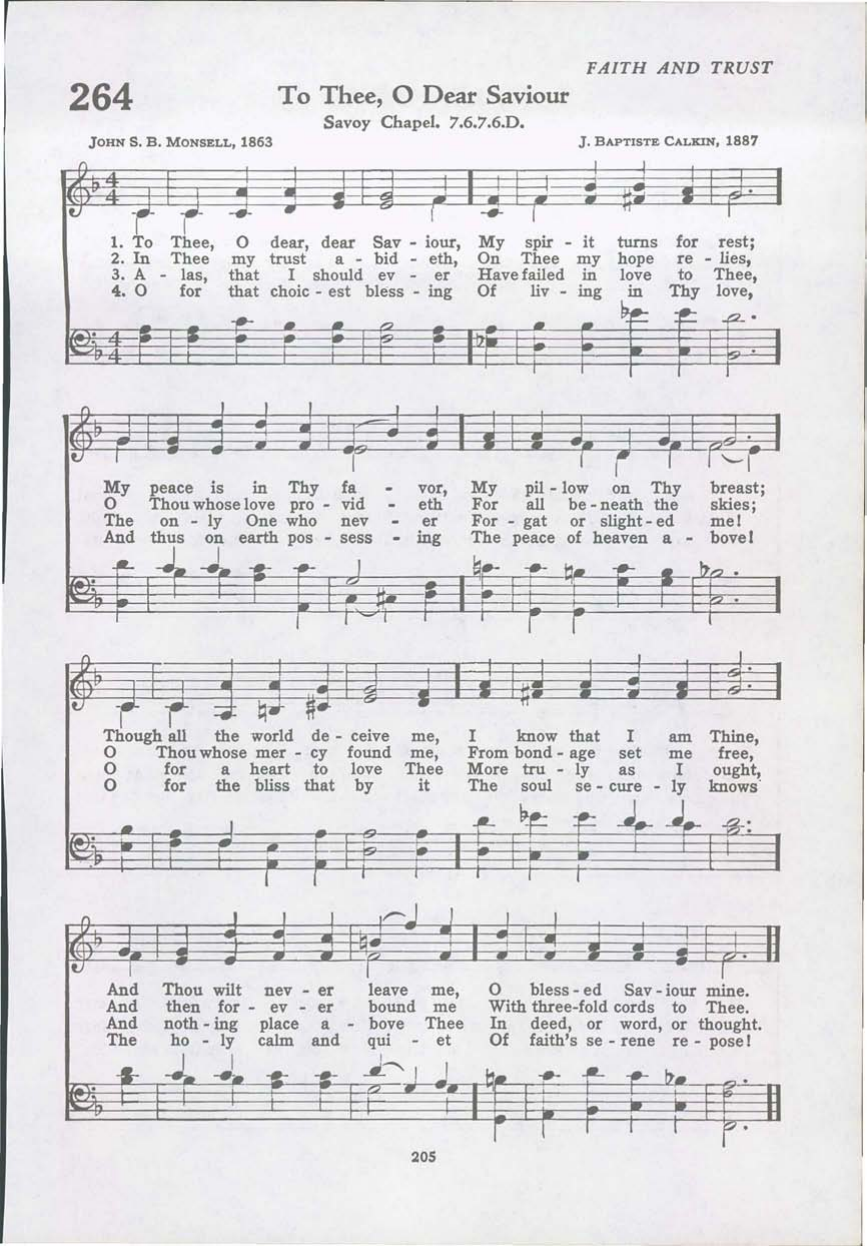 FAITH AND TRUST
264
To Thee, O Dear Saviour
Savoy Chapel. 7.6.7.6.D.
JOHN S. B. MONSELL, 1863
J. BAPTISTE CALKIN, 1887
1. To Thee, O dear, dear Sav - iour, My spir - it turns for rest;
2. In Thee my trust a - bid - eth, On Thee my hope re - lies,
3. A - las, that I should ev - er Have failed in love to Thee,
4. O for that choic - est bless - ing Of liv - ing in Thy love,
My peace is in Thy fa - vor, My pil - low on Thy breast;
O Thou whose love pro - vid - eth For all be - neath the skies;
The on - ly One who nev - er For - gat or slight - ed me!
And thus on earth pos - sess - ing The peace of heaven a - bove!
Though all the world de - ceive me, I know that I am Thine,
O Thou whose mer - cy found me, From bond - age set me free,
O for a heart to love Thee More tru - ly as I ought,
O for the bliss that by it The soul se - cure - ly knows
And Thou wilt nev - er leave me, O bless - ed Sav - iour mine.
And then for - ev - er bound me With three-fold cords to Thee.
And noth - ing place a - bove Thee In deed, or word, or thought.
The ho - ly calm and qui - et Of faith's se - rene re - pose!
205